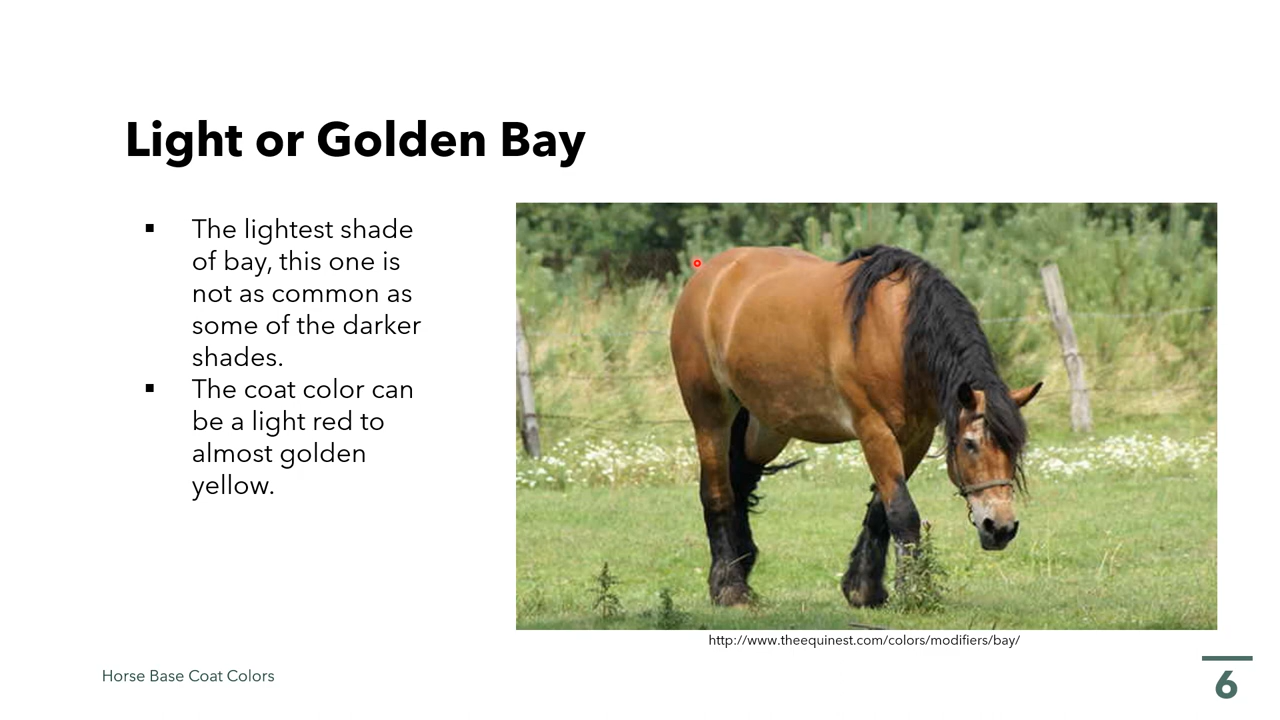 Light or Golden Bay
▪ The lightest shade
of bay, this one is
not as common as
some of the darker
shades.
▪ The coat color can
be a light red to
almost golden
yellow.
http://www.theequinest.com/colors/modifiers/bay/
Horse Base Coat Colors
6